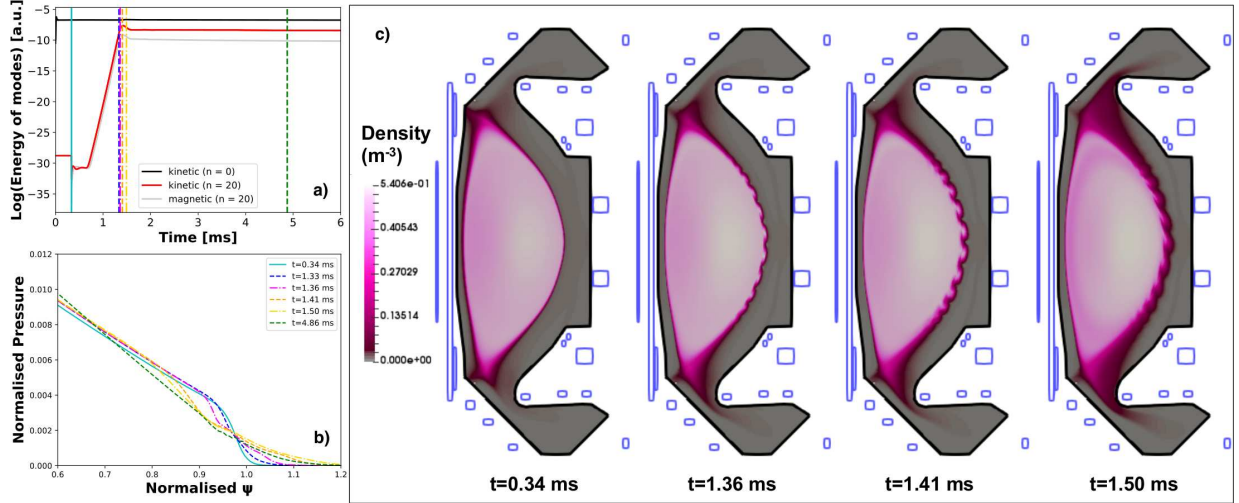 −5
−10
−15
−20
−25
−30
−35
Log(Energy of modes) [a.u.]
kinetic (n = 0)
kinetic (n = 20)
magnetic (n = 20)
a)
0 1 2 3 4 5 6
Time [ms]
0.012
0.010
0.008
0.006
0.004
0.002
0.000
Normalised Pressure
t=0.34 ms
t=1.33 ms
t=1.36 ms
t=1.41 ms
t=1.50 ms
t=4.86 ms
b)
0.6 0.7 0.8 0.9 1.0 1.1 1.2
Normalised ψ
c)
Density
(m⁻³)
5.406e-01
0.40543
0.27029
0.13514
0.000e+00
t=0.34 ms t=1.36 ms t=1.41 ms t=1.50 ms